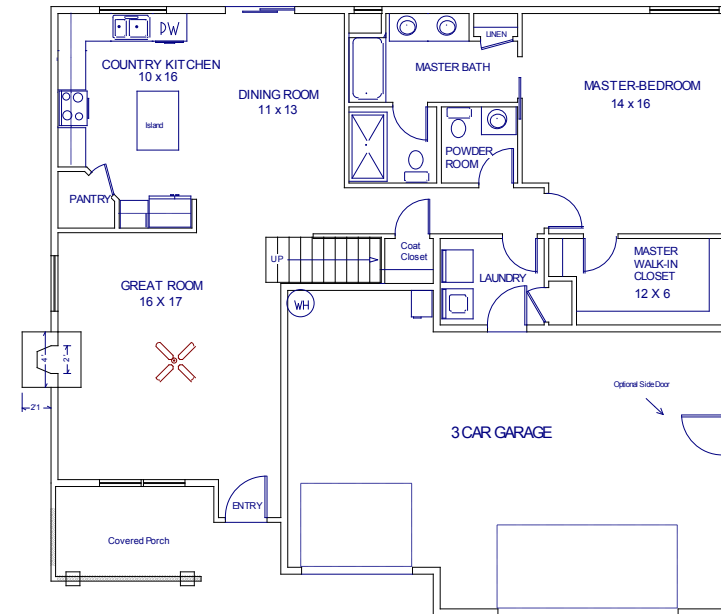 DW
LINEN
COUNTRY KITCHEN
10 x 16
MASTER BATH
DINING ROOM
11 x 13
MASTER-BEDROOM
14 x 16
Island
POWDER
ROOM
PANTRY
Coat
Closet
UP
LAUNDRY
MASTER
WALK-IN
CLOSET
12 X 6
GREAT ROOM
16 X 17
WH
4'
2'
2'1
Optional Side Door
3 CAR GARAGE
ENTRY
Covered Porch